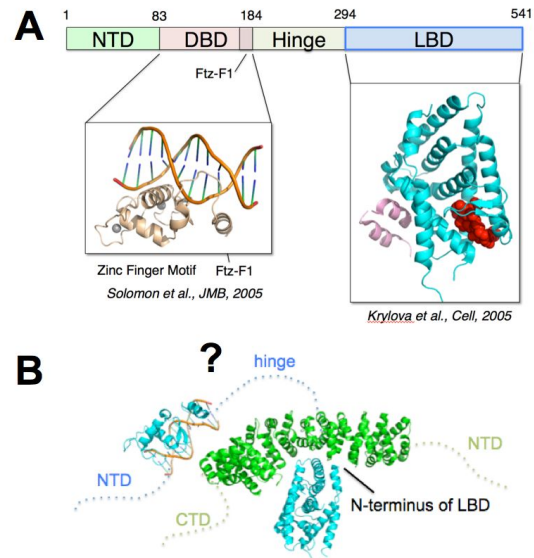 A
1 83 184 294 541
NTD DBD Hinge LBD
Ftz-F1
Zinc Finger Motif Ftz-F1
Solomon et al., JMB, 2005
Krylova et al., Cell, 2005
B
?
hinge
NTD
NTD
N-terminus of LBD
CTD